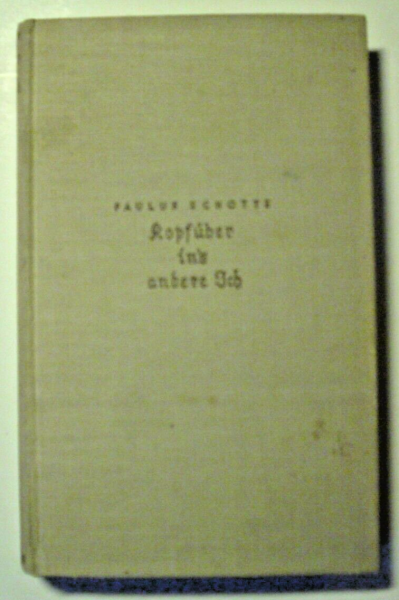 PAULUS SCHOTTE
Kopfüber
ins
andere Ich